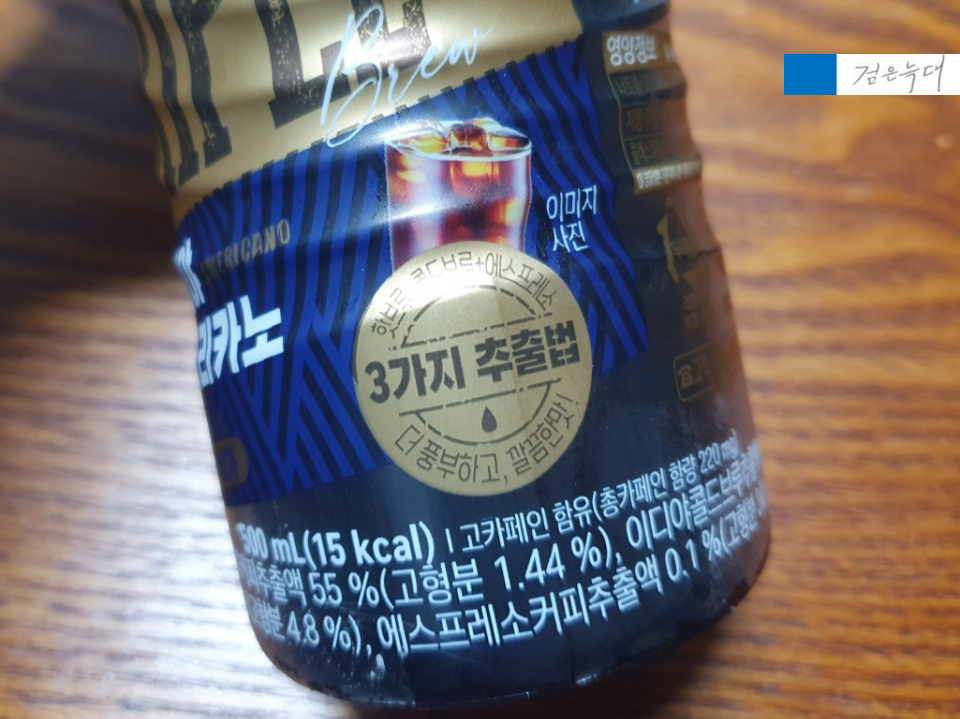 Brew
영양정보
검은늑대
이미지
사진
AMERICANO
리카노
핫브루+콜드브루+에스프레소
3가지 추출법
더 풍부하고, 깔끔한맛!
500 mL(15 kcal) | 고카페인 함유(총카페인 함량 220 mg)
피추출액 55 %(고형분 1.44 %), 이디야콜드브루
고형분 4.8 %), 에스프레소커피추출액 0.1 %(고형분